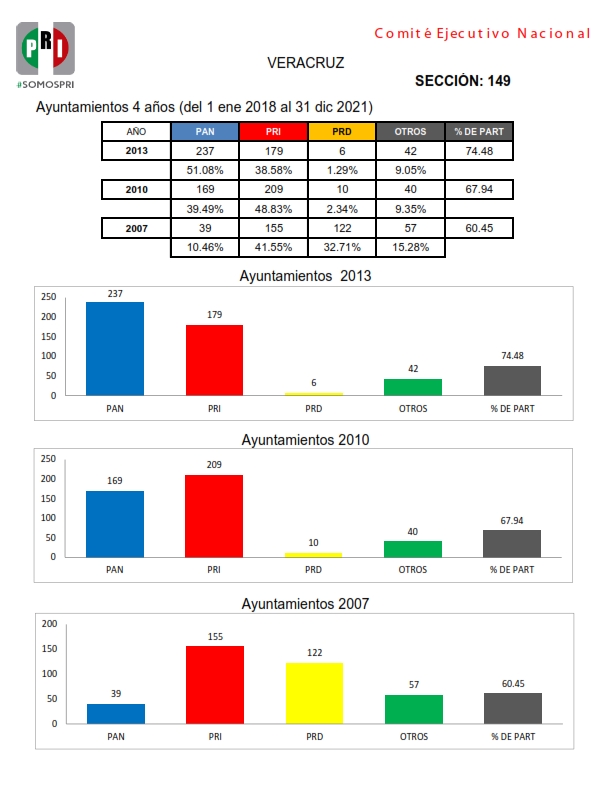 Comité Ejecutivo Nacional
PRI
#SOMOSPRI
VERACRUZ
SECCIÓN: 149
Ayuntamientos 4 años (del 1 ene 2018 al 31 dic 2021)
AÑO PAN PRI PRD OTROS % DE PART
2013 237 179 6 42 74.48
51.08% 38.58% 1.29% 9.05%
2010 169 209 10 40 67.94
39.49% 48.83% 2.34% 9.35%
2007 39 155 122 57 60.45
10.46% 41.55% 32.71% 15.28%
Ayuntamientos 2013
250
200
150
100
50
0
237
179
6
42
74.48
PAN PRI PRD OTROS % DE PART
Ayuntamientos 2010
250
200
150
100
50
0
169
209
10
40
67.94
PAN PRI PRD OTROS % DE PART
Ayuntamientos 2007
200
150
100
50
0
39
155
122
57
60.45
PAN PRI PRD OTROS % DE PART